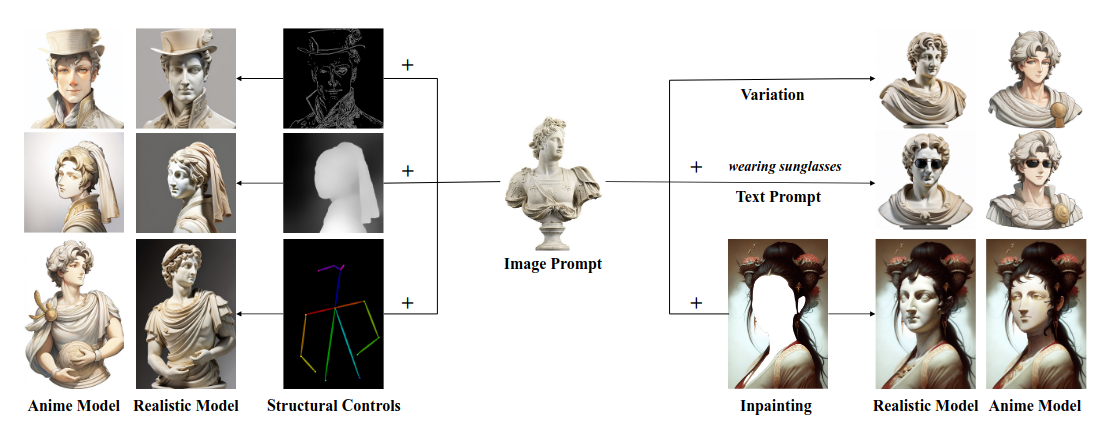 +
+
+
Anime Model
Realistic Model
Structural Controls
Image Prompt
Variation
+
wearing sunglasses
Text Prompt
+
Inpainting
Realistic Model
Anime Model